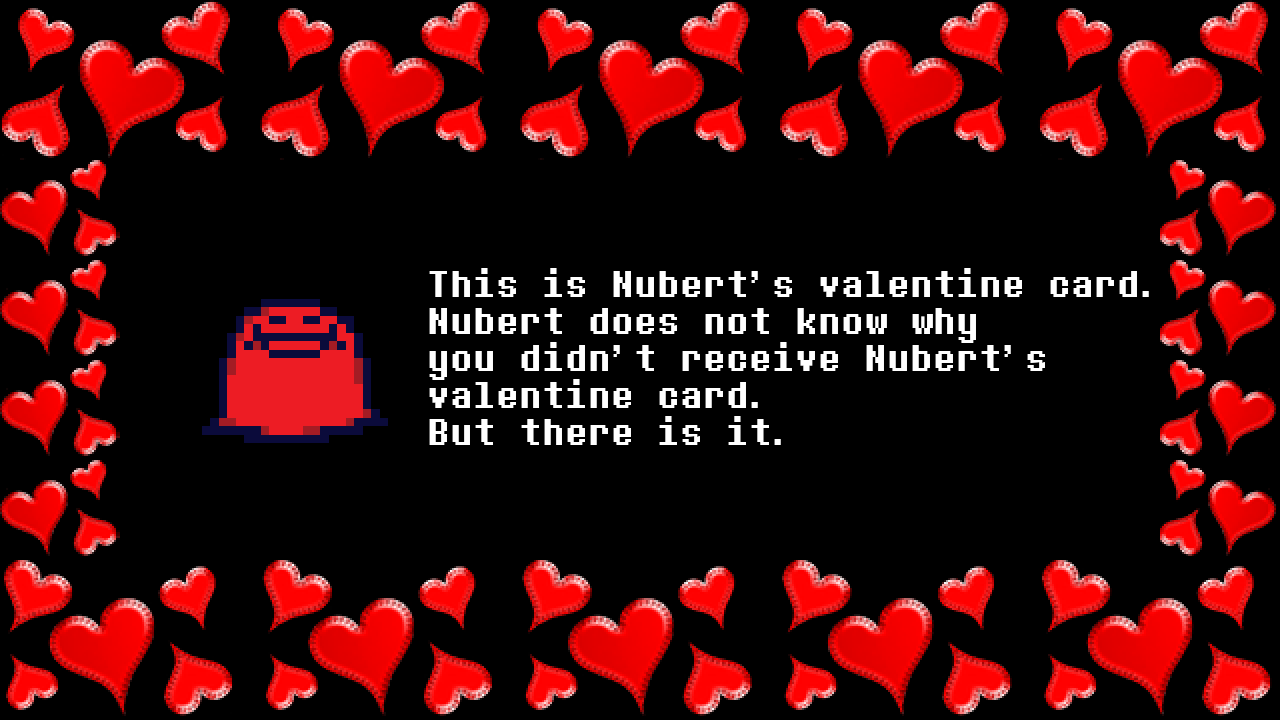 This is Nubert's valentine card.
Nubert does not know why
you didn't receive Nubert's
valentine card.
But there is it.